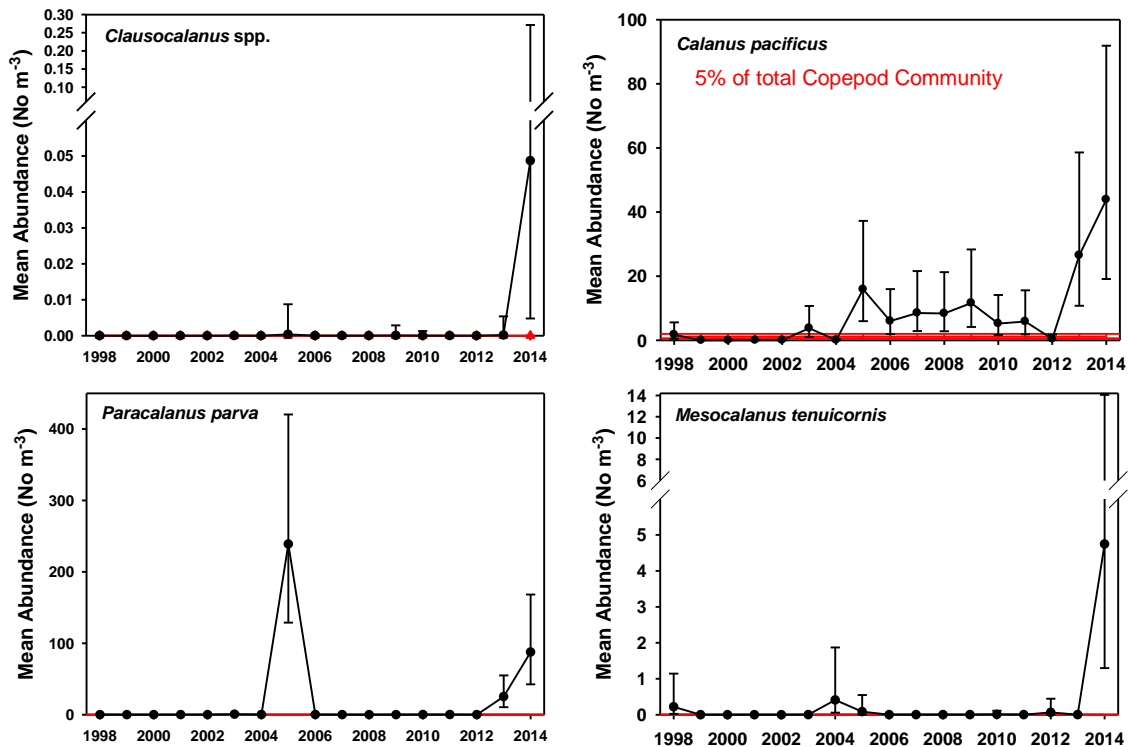 Clausocalanus spp.
Mean Abundance (No m-3)
0.30
0.25
0.20
0.15
0.10
0.05
0.04
0.03
0.02
0.01
0.00
1998 2000 2002 2004 2006 2008 2010 2012 2014
Calanus pacificus
5% of total Copepod Community
Mean Abundance (No m-3)
100
80
60
40
20
0
1998 2000 2002 2004 2006 2008 2010 2012 2014
Paracalanus parva
Mean Abundance (No m-3)
400
300
200
100
0
1998 2000 2002 2004 2006 2008 2010 2012 2014
Mesocalanus tenuicornis
Mean Abundance (No m-3)
14
12
10
8
6
5
4
3
2
1
0
1998 2000 2002 2004 2006 2008 2010 2012 2014